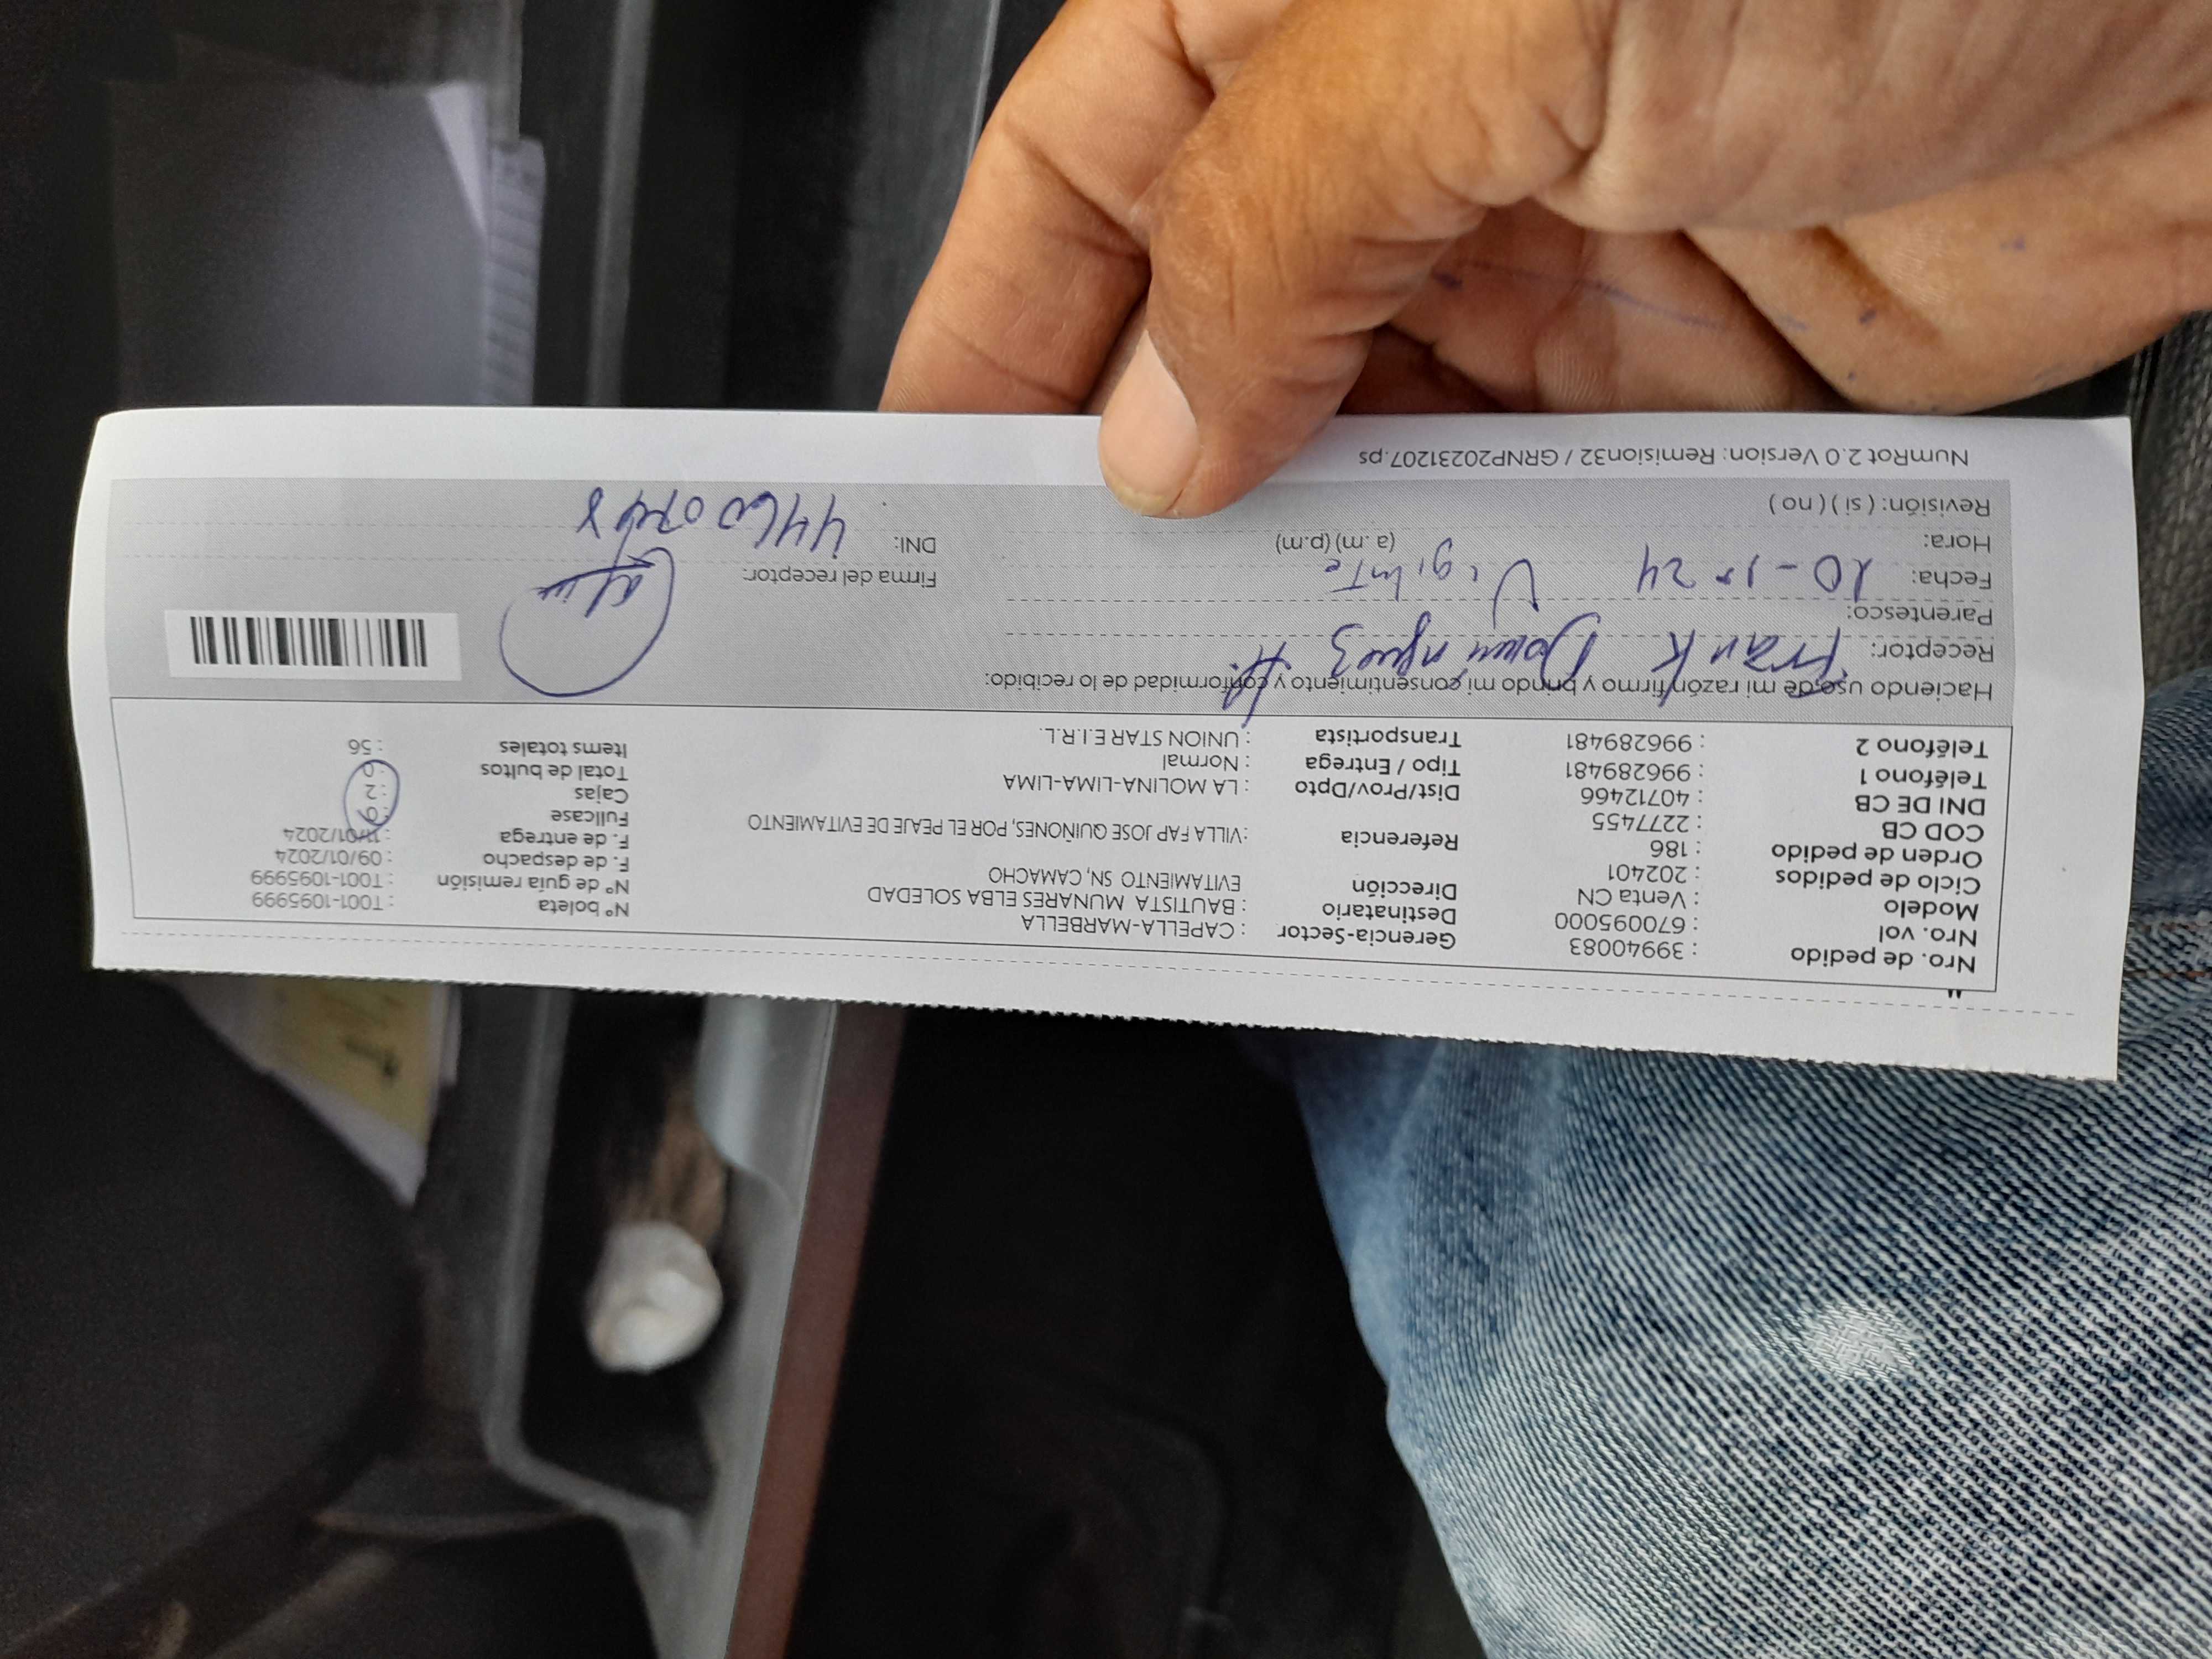 Nro. de pedido : 39940083
Nro. vol : 670095000
Modelo : Venta CN
Ciclo de pedidos : 202401
Orden de pedido : 186
COD CB : 2277455
DNI DE CB : 40712466
Teléfono 1 : 996289481
Teléfono 2 : 996289481
Gerencia-Sector : CAPELLA-MARBELLA
Destinatario : BAUTISTA MUNARES ELBA SOLEDAD
Dirección EVITAMIENTO SN, CAMACHO
Referencia : VILLA FAP JOSE QUIÑONES, POR EL PEAJE DE EVITAMIENTO
Dist/Prov/Dpto : LA MOLINA-LIMA-LIMA
Tipo / Entrega : Normal
Transportista : UNION STAR E.I.R.L.
Nº boleta : T001-1095999
Nº de guía remisión : T001-1095999
F. de despacho : 09/01/2024
F. de entrega : 11/01/2024
Fullcase : 0
Cajas : 2
Total de bultos : 0
Items totales : 56
Haciendo uso de mi razón firmo y brindo mi consentimiento y conformidad de lo recibido:
Receptor: Frank Dominguez H.
Parentesco: Vigilnte
Fecha: 10-1-24
Hora: (a .m) (p.m)
Revisión: ( si ) ( no )
Firma del receptor:
DNI: 44600748
NumRot 2.0 Version: Remision32 / GRNP20231207.ps